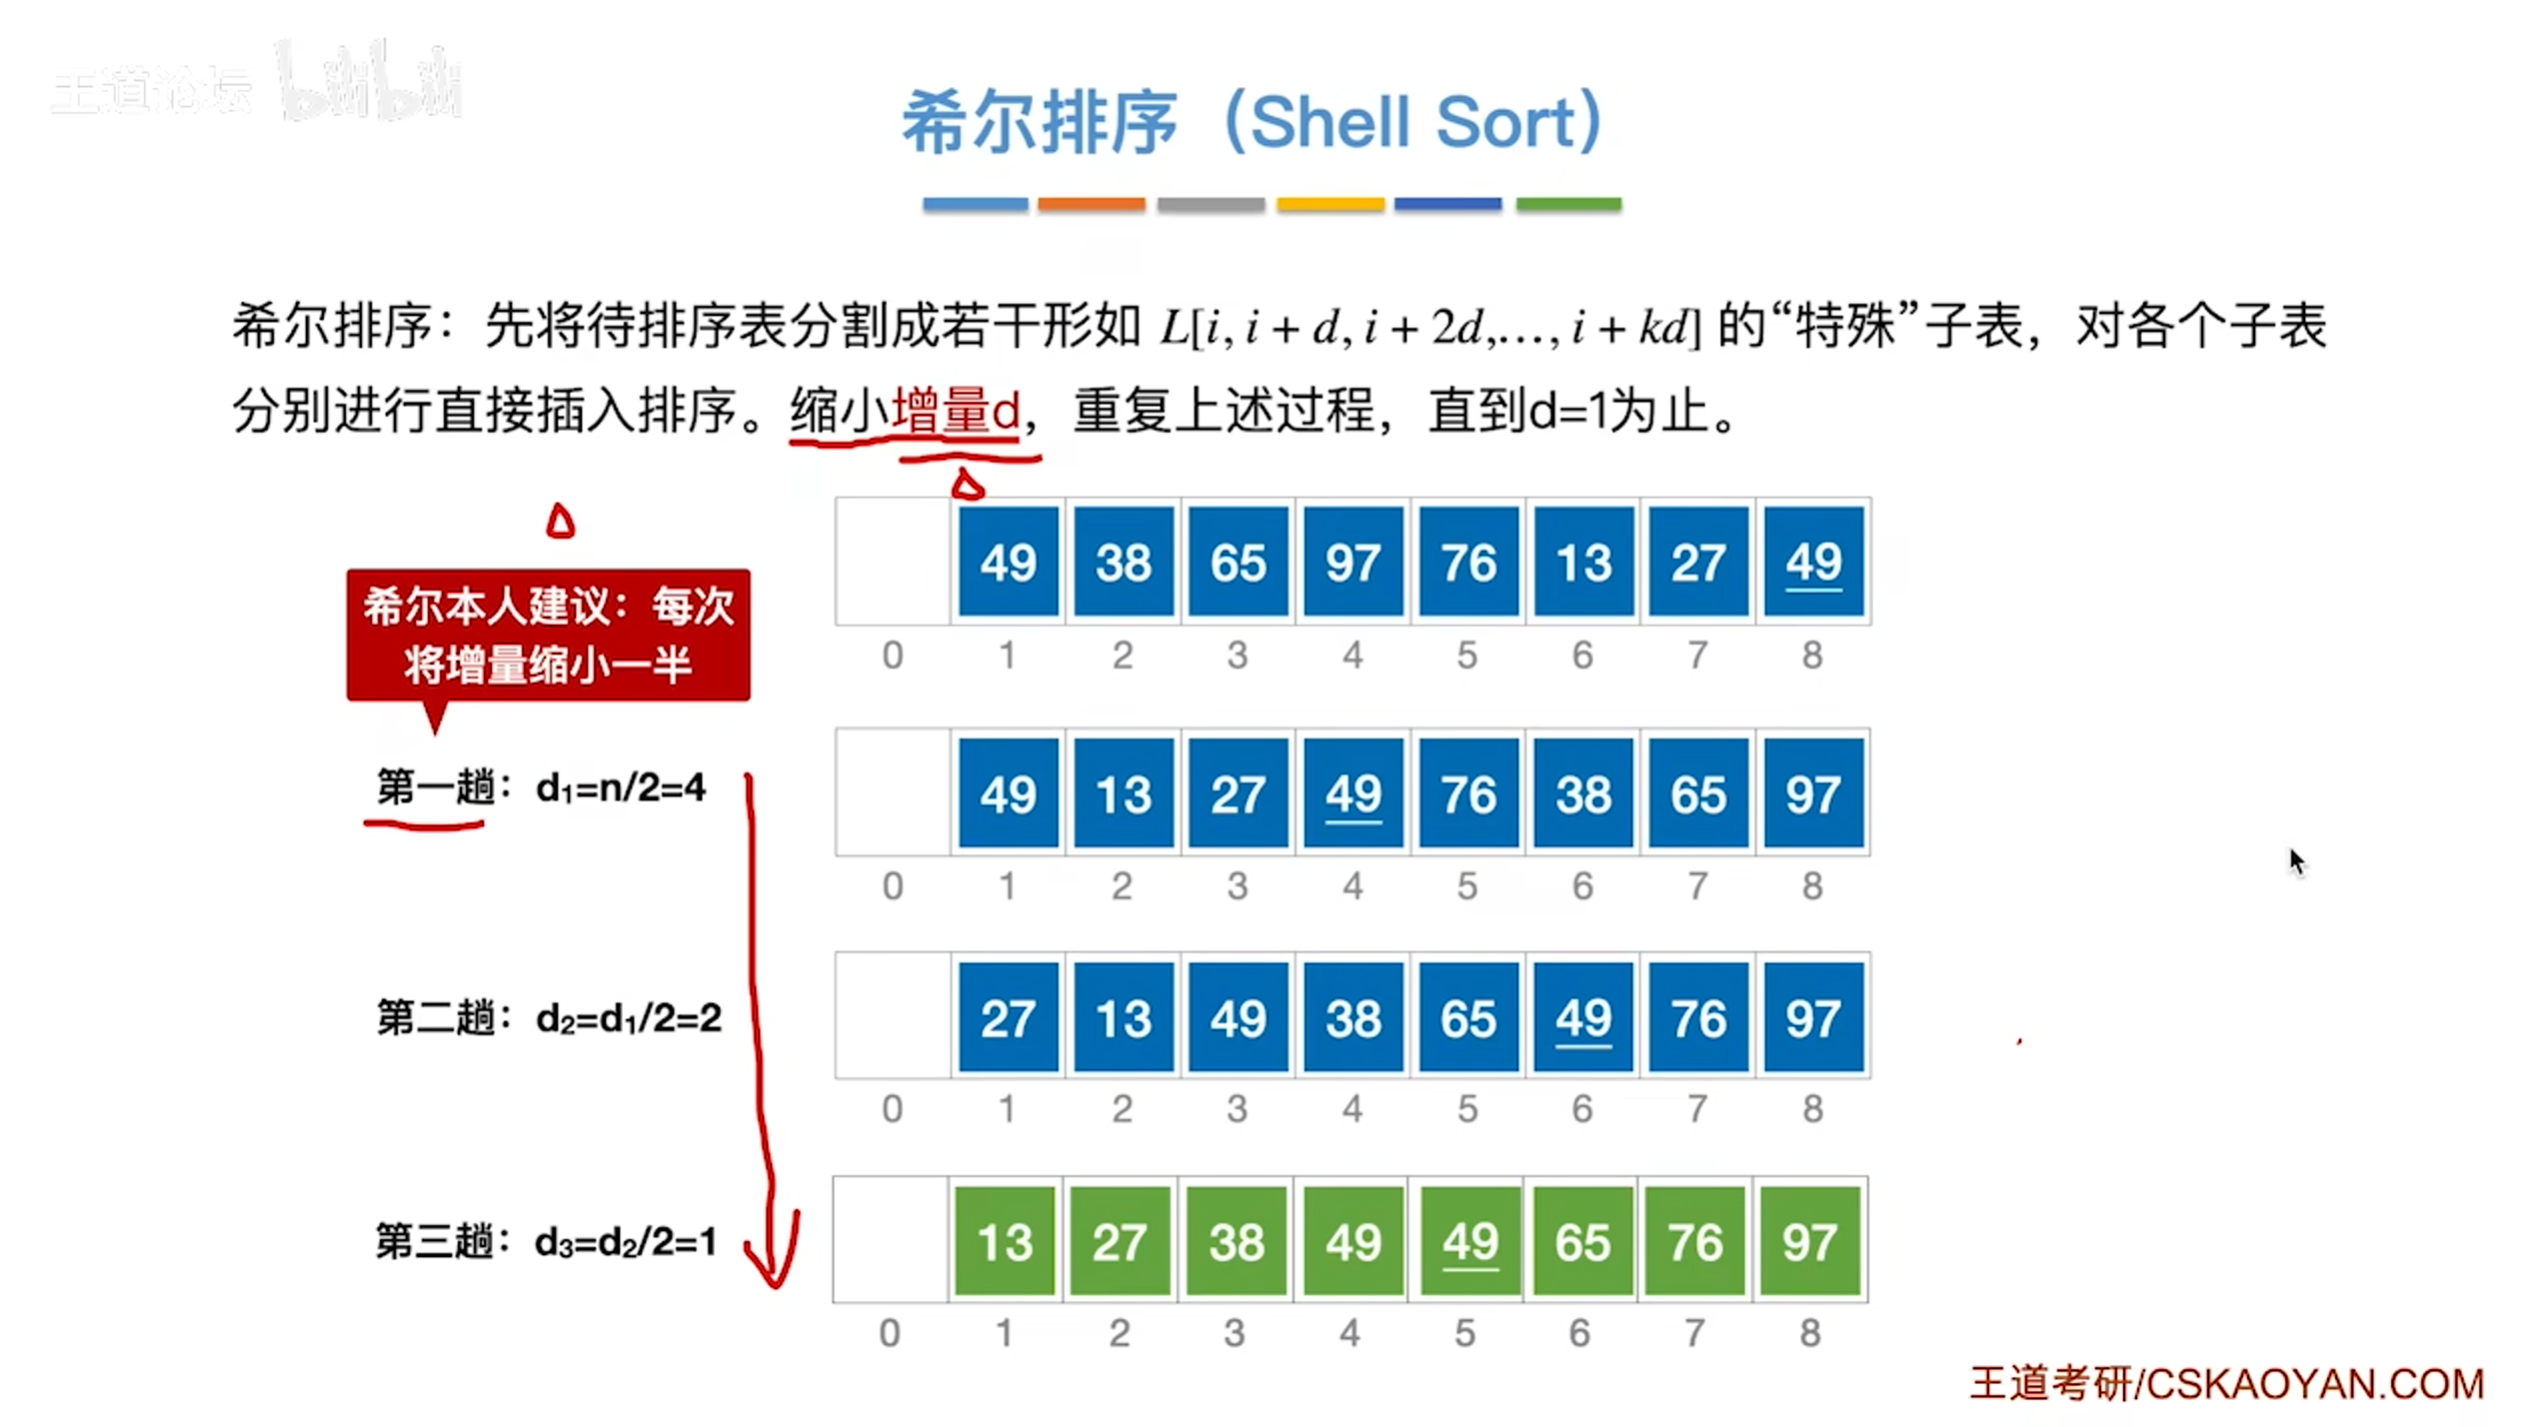 王道论坛 bilibili
希尔排序（Shell Sort）
希尔排序：先将待排序表分割成若干形如 L[i, i + d, i + 2d,..., i + kd] 的“特殊”子表，对各个子表
分别进行直接插入排序。缩小增量d，重复上述过程，直到d=1为止。
49 38 65 97 76 13 27 49
0 1 2 3 4 5 6 7 8
希尔本人建议：每次
将增量缩小一半
第一趟：d₁=n/2=4
49 13 27 49 76 38 65 97
0 1 2 3 4 5 6 7 8
第二趟：d₂=d₁/2=2
27 13 49 38 65 49 76 97
0 1 2 3 4 5 6 7 8
第三趟：d₃=d₂/2=1
13 27 38 49 49 65 76 97
0 1 2 3 4 5 6 7 8
王道考研/CSKAOYAN.COM